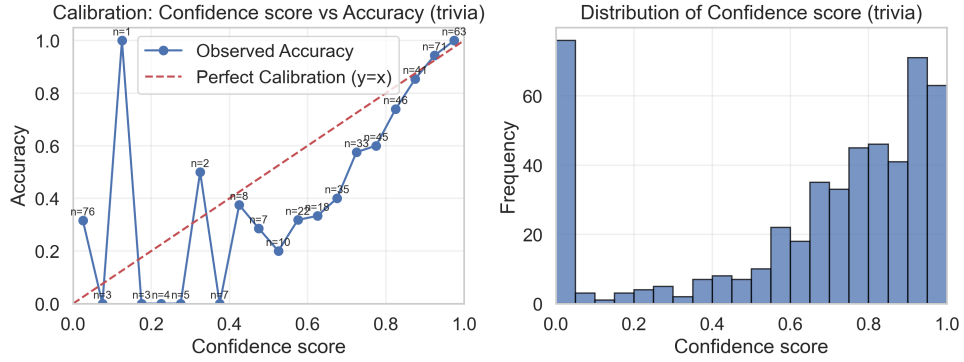 Calibration: Confidence score vs Accuracy (trivia)
Accuracy
1.0
0.8
0.6
0.4
0.2
0.0
Observed Accuracy
Perfect Calibration (y=x)
n=76
n=3
n=1
n=3
n=4
n=5
n=2
n=7
n=8
n=7
n=10
n=22
n=18
n=35
n=33
n=45
n=46
n=41
n=71
n=63
0.0 0.2 0.4 0.6 0.8 1.0
Confidence score
Distribution of Confidence score (trivia)
Frequency
60
40
20
0
0.0 0.2 0.4 0.6 0.8 1.0
Confidence score